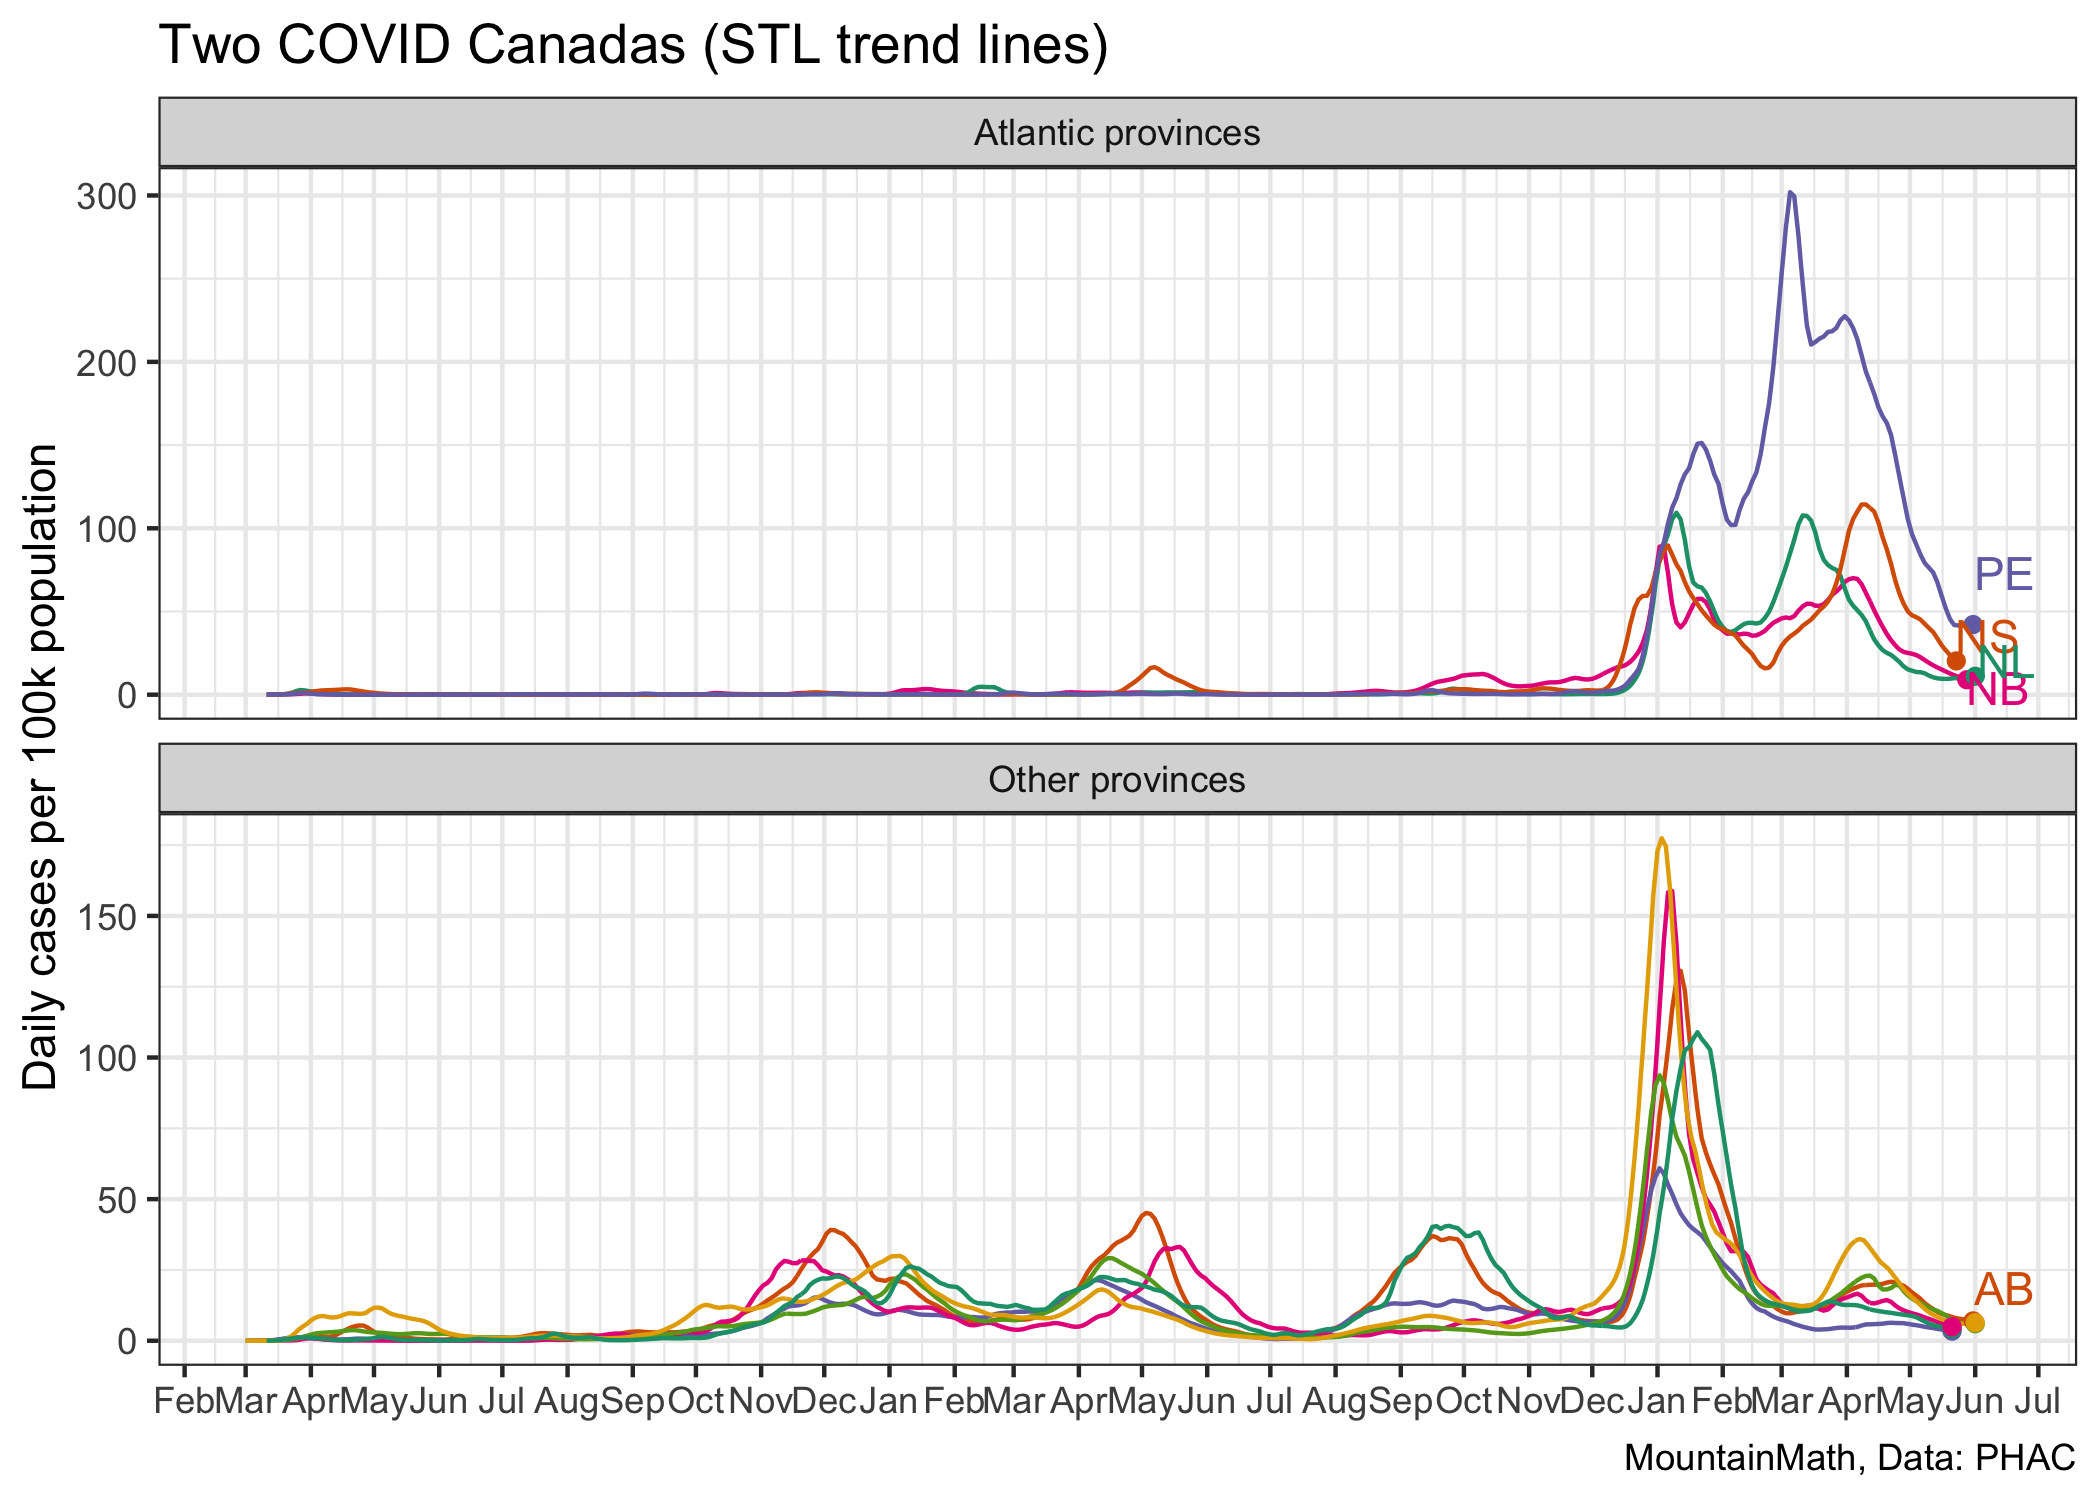 Two COVID Canadas (STL trend lines)
Atlantic provinces
300
200
100
0
PE
NS
NL
NB
Daily cases per 100k population
Other provinces
150
100
50
0
AB
Feb Mar Apr May Jun Jul Aug Sep Oct Nov Dec Jan Feb Mar Apr May Jun Jul Aug Sep Oct Nov Dec Jan Feb Mar Apr May Jun Jul
MountainMath, Data: PHAC